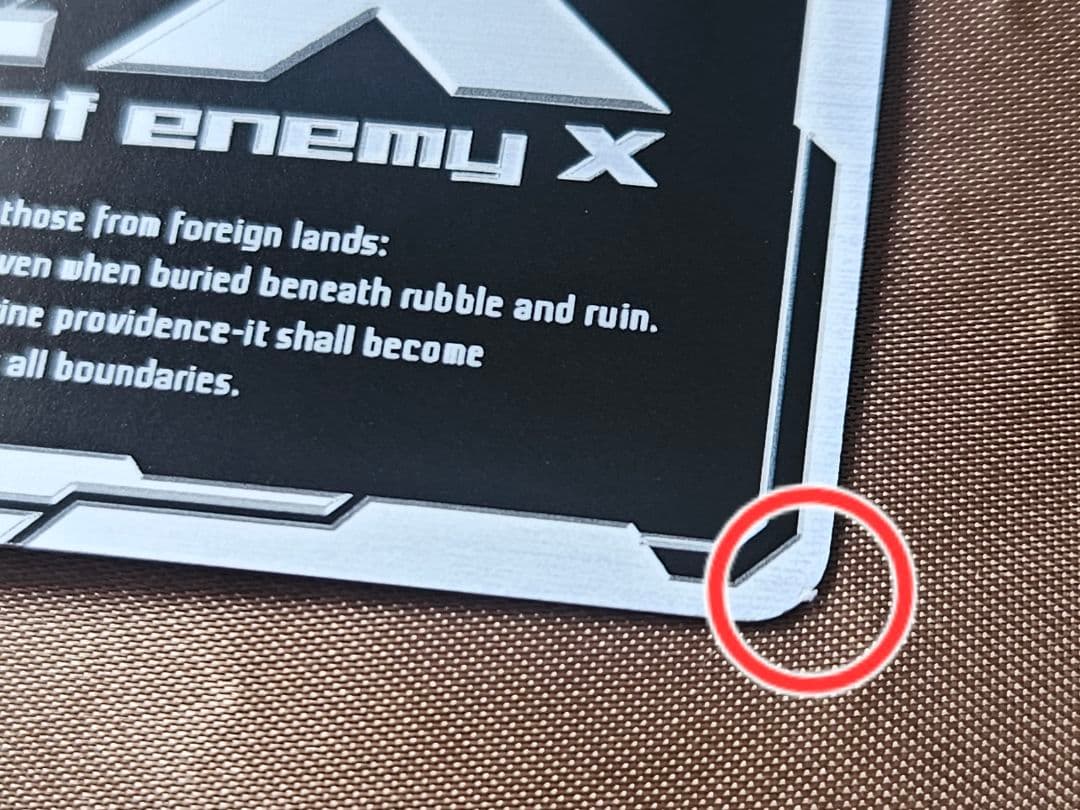 X
of enemy X
those from foreign lands:
ven when buried beneath rubble and ruin.
ine providence-it shall become
all boundaries.